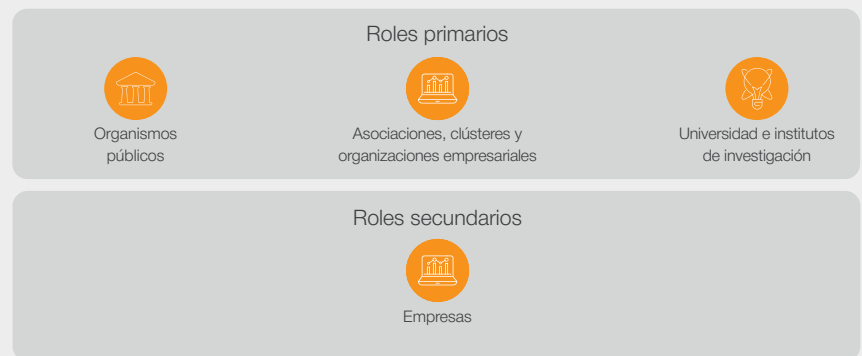 Roles primarios
Organismos
públicos
Asociaciones, clústeres y
organizaciones empresariales
Universidad e institutos
de investigación
Roles secundarios
Empresas